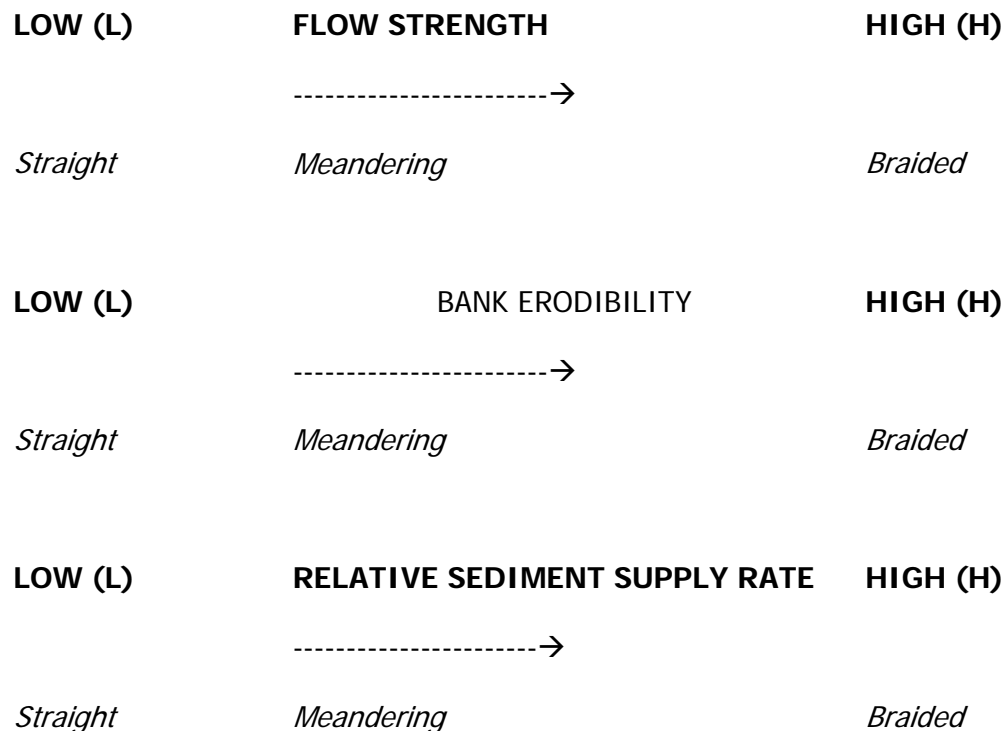 LOW (L) FLOW STRENGTH HIGH (H)
-----------------------→
Straight Meandering Braided
LOW (L) BANK ERODIBILITY HIGH (H)
-----------------------→
Straight Meandering Braided
LOW (L) RELATIVE SEDIMENT SUPPLY RATE HIGH (H)
----------------------→
Straight Meandering Braided